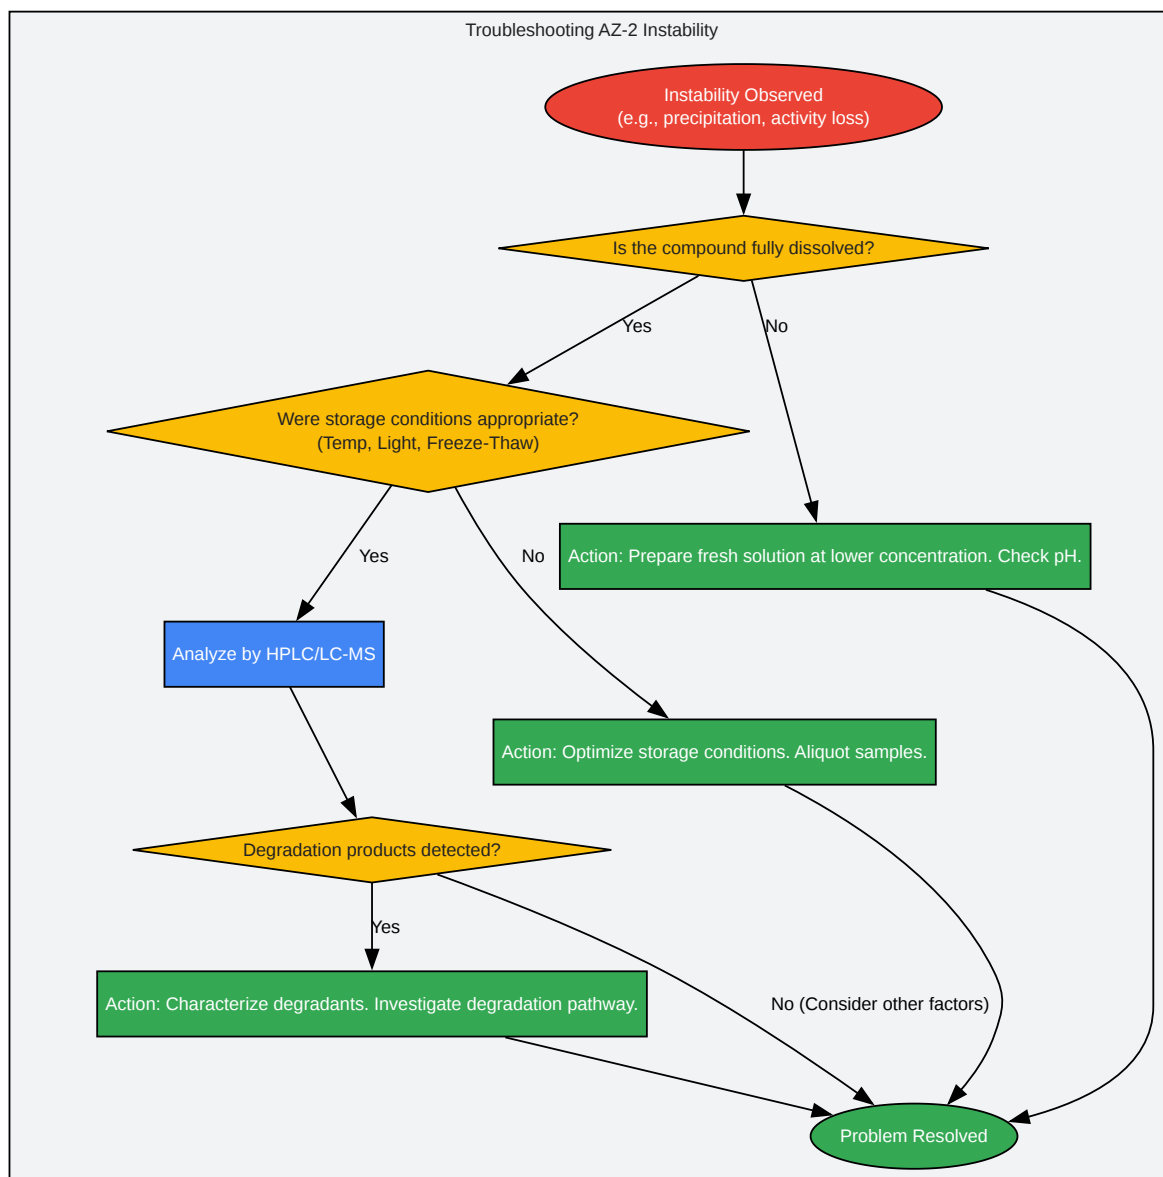 Troubleshooting AZ-2 Instability
Instability Observed
(e.g., precipitation, activity loss)
Is the compound fully dissolved?
Yes
No
Were storage conditions appropriate?
(Temp, Light, Freeze-Thaw)
Yes
No
Action: Prepare fresh solution at lower concentration. Check pH.
Analyze by HPLC/LC-MS
Action: Optimize storage conditions. Aliquot samples.
Degradation products detected?
Yes
Action: Characterize degradants. Investigate degradation pathway.
No (Consider other factors)
Problem Resolved